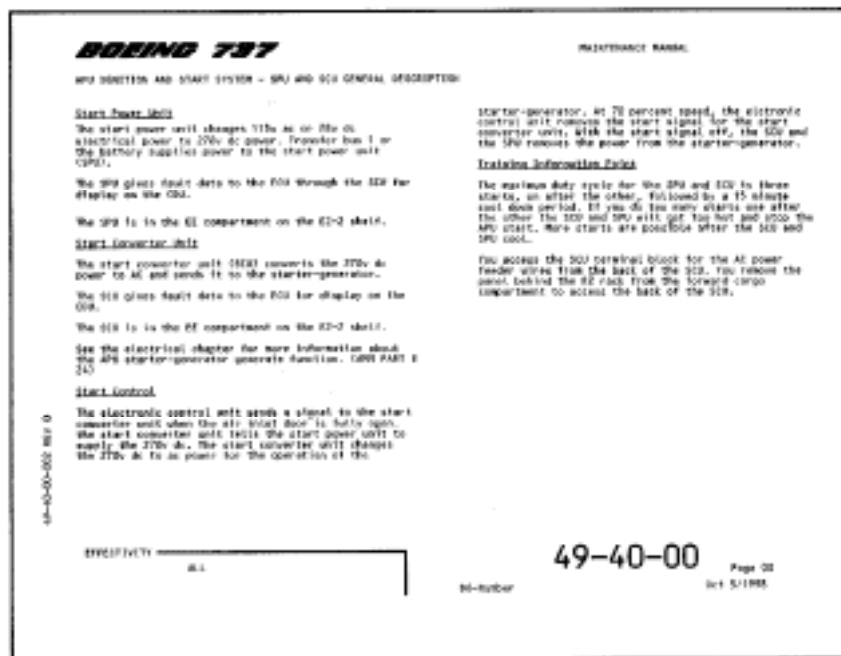 BOEING 737
MAINTENANCE MANUAL
APU IGNITION AND START SYSTEM - SPU AND SCU GENERAL DESCRIPTION
Start Power Unit
The start power unit changes 115v ac or 28v dc
electrical power to 270v dc power. Transfer bus 1 or
the battery supplies power to the start power unit
(SPU).
The SPU gives fault data to the ECU through the SCU for
display on the CDU.
The SPU is in the EE compartment on the E2-2 shelf.
Start Converter Unit
The start converter unit (SCU) converts the 270v dc
power to AC and sends it to the starter-generator.
The SCU gives fault data to the ECU for display on the
CDU.
The SCU is in the EE compartment on the E2-2 shelf.
See the electrical chapter for more information about
the APU starter-generator generate function. PART
24)
Start Control
The electronic control unit sends a signal to the start
converter unit when the air inlet door is fully open.
The start converter unit tells the start power unit to
supply the 270v dc. The start converter unit changes
the 270v dc to ac power for the operation of the
starter-generator. At 70 percent speed, the electronic
control unit removes the start signal for the start
converter unit. With the start signal off, the SCU and
the SPU removes the power from the starter-generator.
Training Information Point
The maximum duty cycle for the SPU and SCU is three
starts, on after the other, followed by a 15 minute
cool down period. If you do too many starts one after
the other the SCU and SPU will get too hot and stop the
APU start. More starts are possible after the SCU and
SPU cool.
You access the SCU terminal block for the AC power
feeder wires from the back of the SCU. You remove the
panel behind the E2 rack from the forward cargo
compartment to access the back of the SCU.
49-40-00-002 Rev 0
EFFECTIVITY
ALL
49-40-00
Page
Oct 5/1998